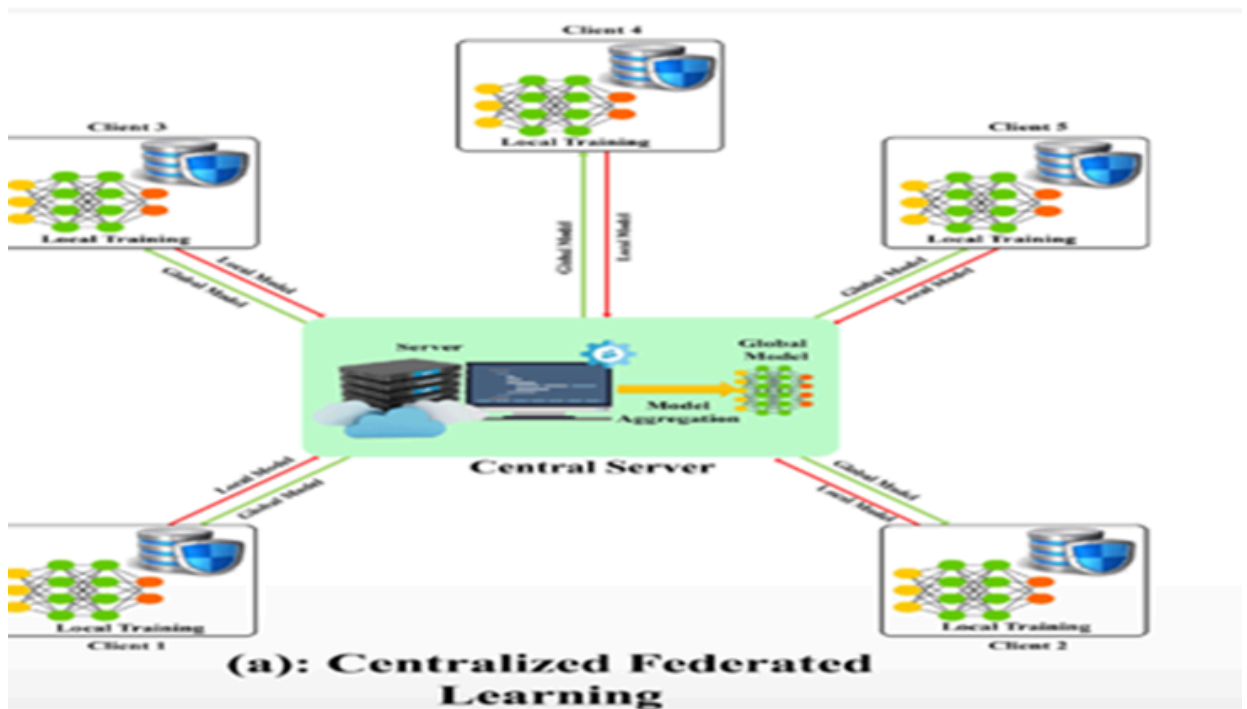 Client 4
Local Training
Client 3
Local Training
Client 5
Local Training
Global Model
Local Model
Local Model
Global Model
Global Model
Local Model
Server
Global
Model
Model
Aggregation
Central Server
Local Model
Global Model
Global Model
Local Model
Local Training
Client 1
Local Training
Client 2
(a): Centralized Federated
Learning